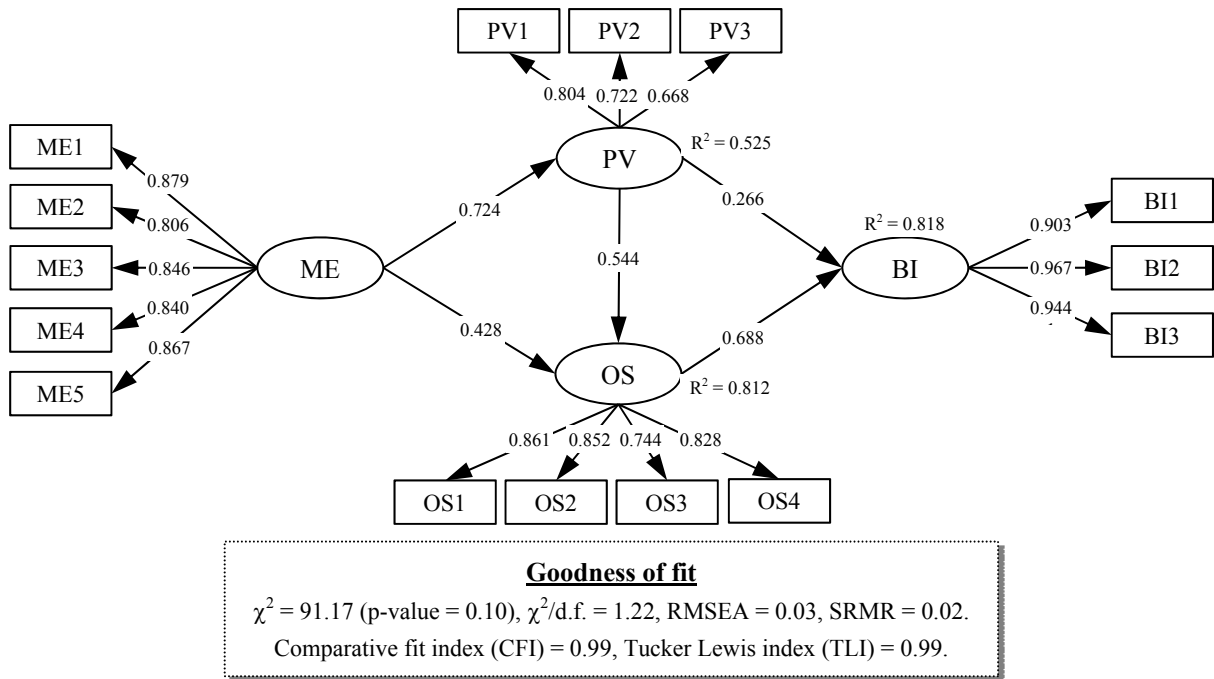 PV1 PV2 PV3
0.804 0.722 0.668
PV
R² = 0.525
ME1
ME2
ME3
ME4
ME5
0.879
0.806
0.846
0.840
0.867
ME
0.724
0.428
0.544
0.266
0.688
R² = 0.818
BI
0.903
0.967
0.944
BI1
BI2
BI3
OS
R² = 0.812
0.861 0.852 0.744 0.828
OS1 OS2 OS3 OS4
Goodness of fit
χ² = 91.17 (p-value = 0.10), χ²/d.f. = 1.22, RMSEA = 0.03, SRMR = 0.02.
Comparative fit index (CFI) = 0.99, Tucker Lewis index (TLI) = 0.99.